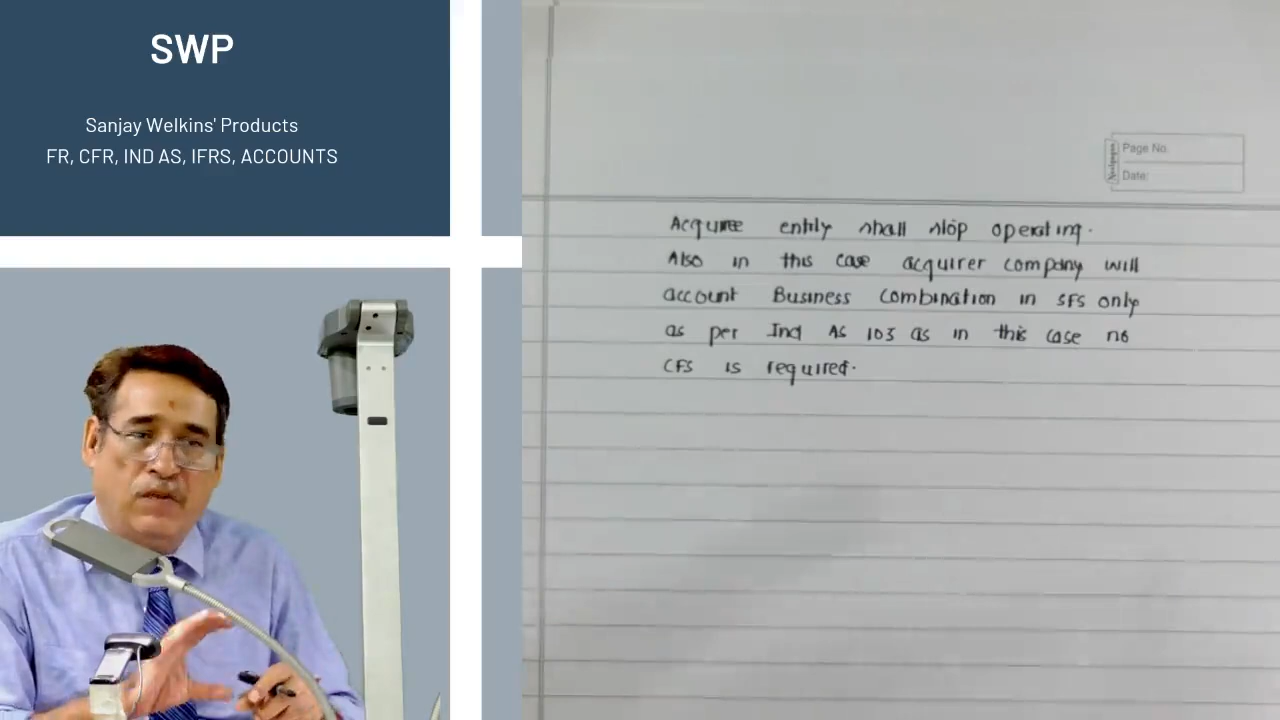 SWP
Sanjay Welkins' Products
FR, CFR, IND AS, IFRS, ACCOUNTS
Page No.
Date:
Acquiree entity shall stop operating.
Also in this case acquirer company will
account Business Combination in SFS only
as per Ind AS 103 as in this case no
CFS is required.